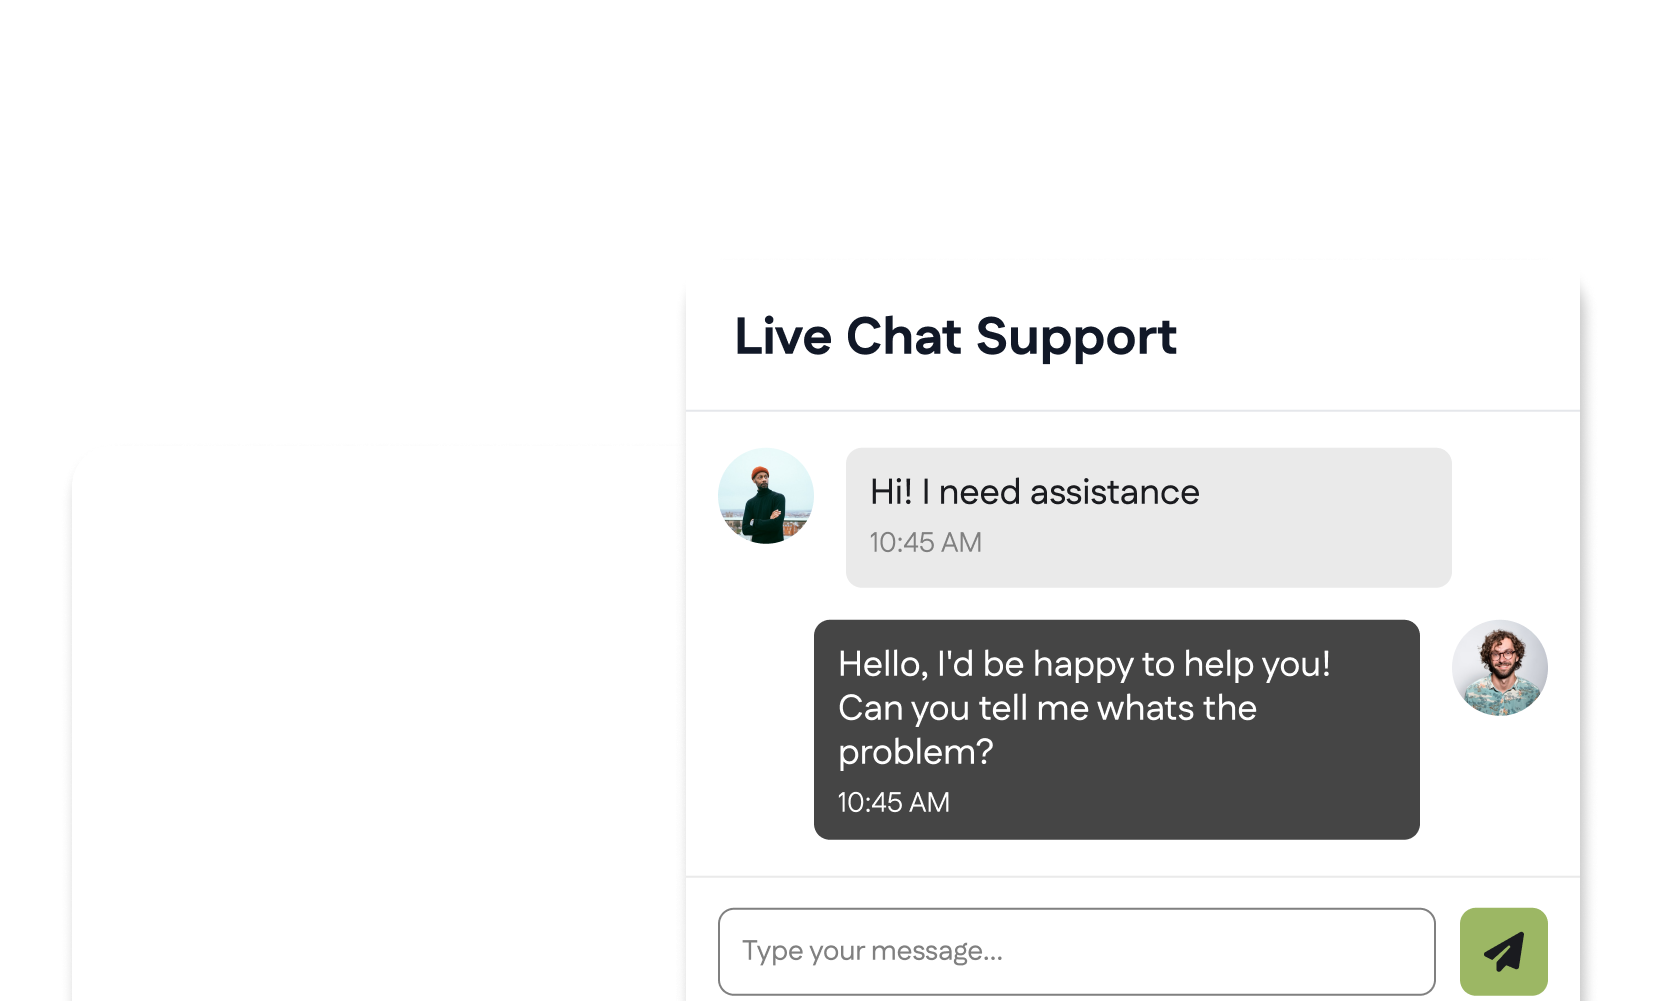 Live Chat Support
Hi! I need assistance
10:45 AM
Hello, I'd be happy to help you!
Can you tell me whats the
problem?
10:45 AM
Type your message...